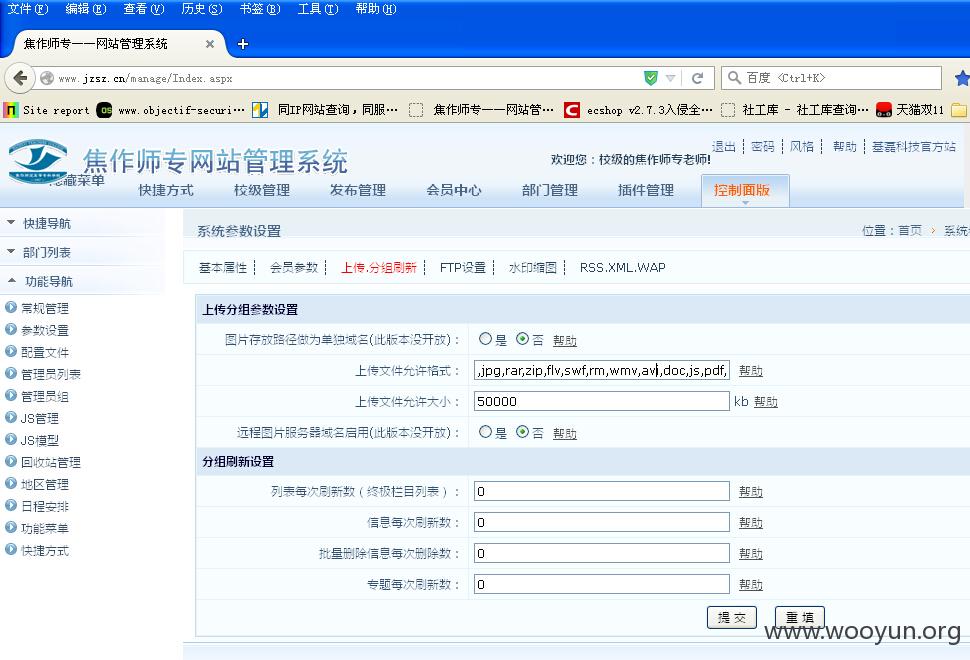 文件(F) 编辑(E) 查看(V) 历史(S) 书签(B) 工具(T) 帮助(H)
焦作师专——网站管理系统 × +
www.jzsz.cn/manage/Index.aspx 百度 <Ctrl+K>
Site report www.objectif-securi… 同IP网站查询，同服… 焦作师专——网站管… ecshop v2.7.3入侵全… 社工库 - 社工库查询… 天猫双11
焦作师专网站管理系统
欢迎您：校级的焦作师专老师!
退出 密码 风格 帮助 基磊科技官方站
隐藏菜单
快捷方式 校级管理 发布管理 会员中心 部门管理 插件管理 控制面版
快捷导航
部门列表
功能导航
常规管理
参数设置
配置文件
管理员列表
管理员组
JS管理
JS模型
回收站管理
地区管理
日程安排
功能菜单
快捷方式
系统参数设置 位置：首页 › 系统
基本属性 会员参数 上传.分组刷新 FTP设置 水印缩图 RSS.XML.WAP
上传分组参数设置
图片存放路径做为单独域名(此版本没开放)： 是 否 帮助
上传文件允许格式： ,jpg,rar,zip,flv,swf,rm,wmv,avi,doc,js,pdf, 帮助
上传文件允许大小： 50000 kb 帮助
远程图片服务器域名启用(此版本没开放)： 是 否 帮助
分组刷新设置
列表每次刷新数（终极栏目列表）： 0 帮助
信息每次刷新数： 0 帮助
批量删除信息每次删除数： 0 帮助
专题每次刷新数： 0 帮助
提交 重填
www.wooyun.org